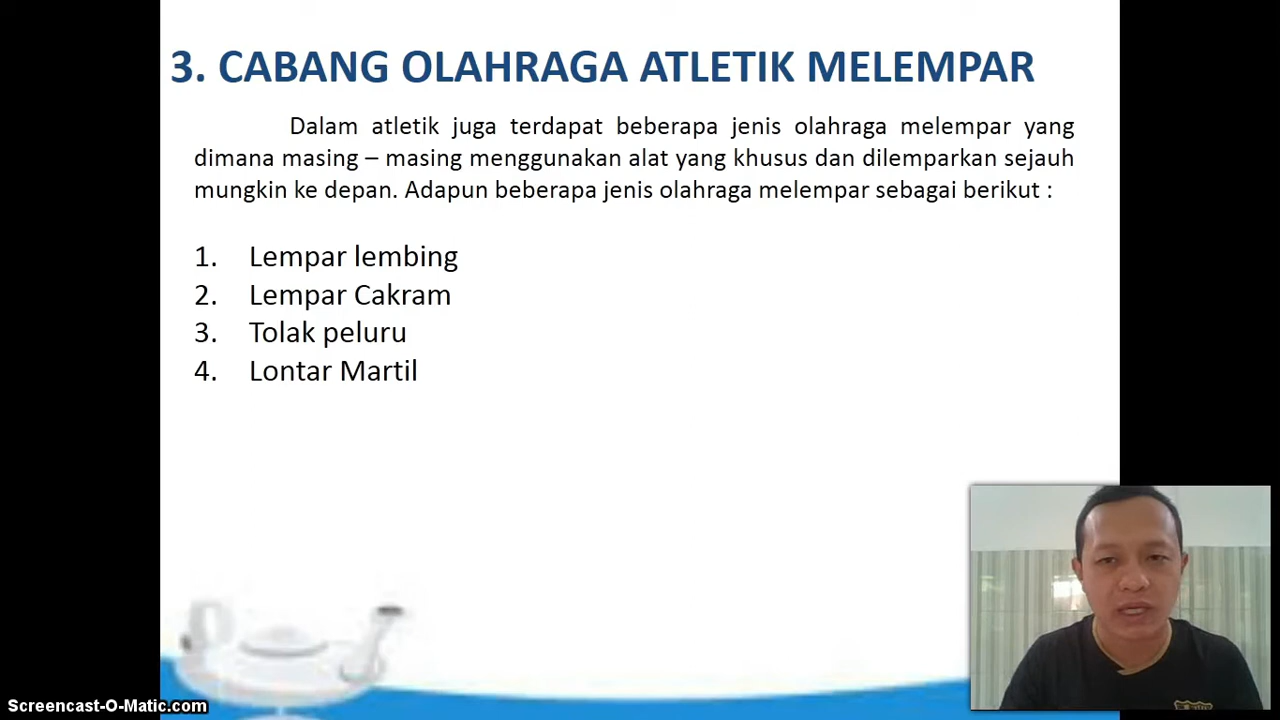 3. CABANG OLAHRAGA ATLETIK MELEMPAR
Dalam atletik juga terdapat beberapa jenis olahraga melempar yang
dimana masing – masing menggunakan alat yang khusus dan dilemparkan sejauh
mungkin ke depan. Adapun beberapa jenis olahraga melempar sebagai berikut :
1. Lempar lembing
2. Lempar Cakram
3. Tolak peluru
4. Lontar Martil
Screencast-O-Matic.com